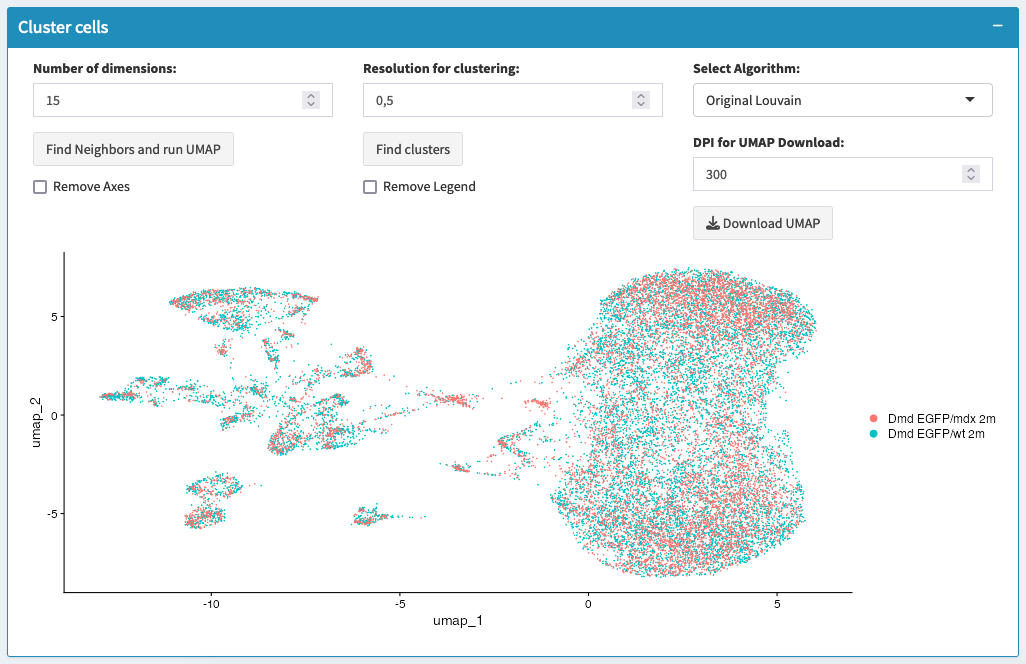 Cluster cells
Number of dimensions:
Resolution for clustering:
Select Algorithm:
15
0,5
Original Louvain
Find Neighbors and run UMAP
Find clusters
DPI for UMAP Download:
Remove Axes
Remove Legend
300
Download UMAP
5
0
-5
umap_2
Dmd EGFP/mdx 2m
Dmd EGFP/wt 2m
-10
-5
0
5
umap_1